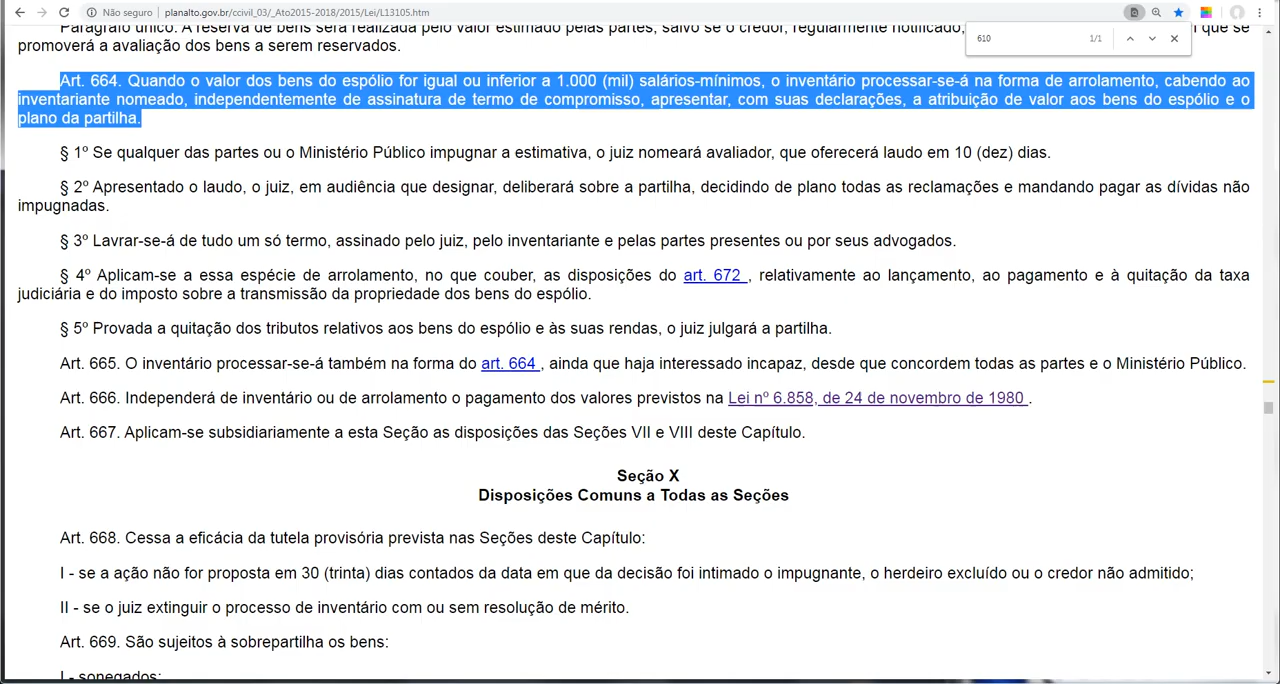 Não seguro | planalto.gov.br/ccivil_03/_Ato2015-2018/2015/Lei/L13105.htm
610 1/1
Parágrafo único. A reserva de bens será realizada pelo valor estimado pelas partes, salvo se o credor, regularmente notificado, que se
promoverá a avaliação dos bens a serem reservados.
Art. 664. Quando o valor dos bens do espólio for igual ou inferior a 1.000 (mil) salários-mínimos, o inventário processar-se-á na forma de arrolamento, cabendo ao
inventariante nomeado, independentemente de assinatura de termo de compromisso, apresentar, com suas declarações, a atribuição de valor aos bens do espólio e o
plano da partilha.
§ 1º Se qualquer das partes ou o Ministério Público impugnar a estimativa, o juiz nomeará avaliador, que oferecerá laudo em 10 (dez) dias.
§ 2º Apresentado o laudo, o juiz, em audiência que designar, deliberará sobre a partilha, decidindo de plano todas as reclamações e mandando pagar as dívidas não
impugnadas.
§ 3º Lavrar-se-á de tudo um só termo, assinado pelo juiz, pelo inventariante e pelas partes presentes ou por seus advogados.
§ 4º Aplicam-se a essa espécie de arrolamento, no que couber, as disposições do art. 672 , relativamente ao lançamento, ao pagamento e à quitação da taxa
judiciária e do imposto sobre a transmissão da propriedade dos bens do espólio.
§ 5º Provada a quitação dos tributos relativos aos bens do espólio e às suas rendas, o juiz julgará a partilha.
Art. 665. O inventário processar-se-á também na forma do art. 664 , ainda que haja interessado incapaz, desde que concordem todas as partes e o Ministério Público.
Art. 666. Independerá de inventário ou de arrolamento o pagamento dos valores previstos na Lei nº 6.858, de 24 de novembro de 1980 .
Art. 667. Aplicam-se subsidiariamente a esta Seção as disposições das Seções VII e VIII deste Capítulo.
Seção X
Disposições Comuns a Todas as Seções
Art. 668. Cessa a eficácia da tutela provisória prevista nas Seções deste Capítulo:
I - se a ação não for proposta em 30 (trinta) dias contados da data em que da decisão foi intimado o impugnante, o herdeiro excluído ou o credor não admitido;
II - se o juiz extinguir o processo de inventário com ou sem resolução de mérito.
Art. 669. São sujeitos à sobrepartilha os bens:
I - sonegados;